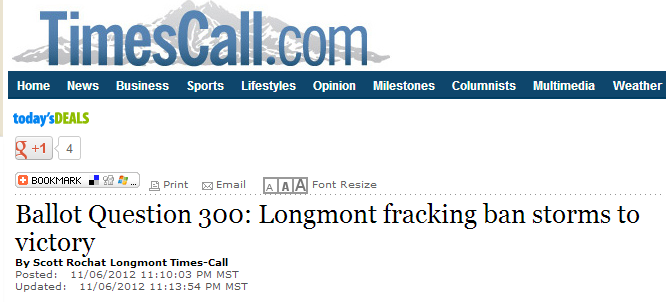 TimesCall.com
Home News Business Sports Lifestyles Opinion Milestones Columnists Multimedia Weather
today'sDEALS
g +1 4
BOOKMARK ... Print Email A A A Font Resize
Ballot Question 300: Longmont fracking ban storms to
victory
By Scott Rochat Longmont Times-Call
Posted: 11/06/2012 11:10:03 PM MST
Updated: 11/06/2012 11:13:54 PM MST